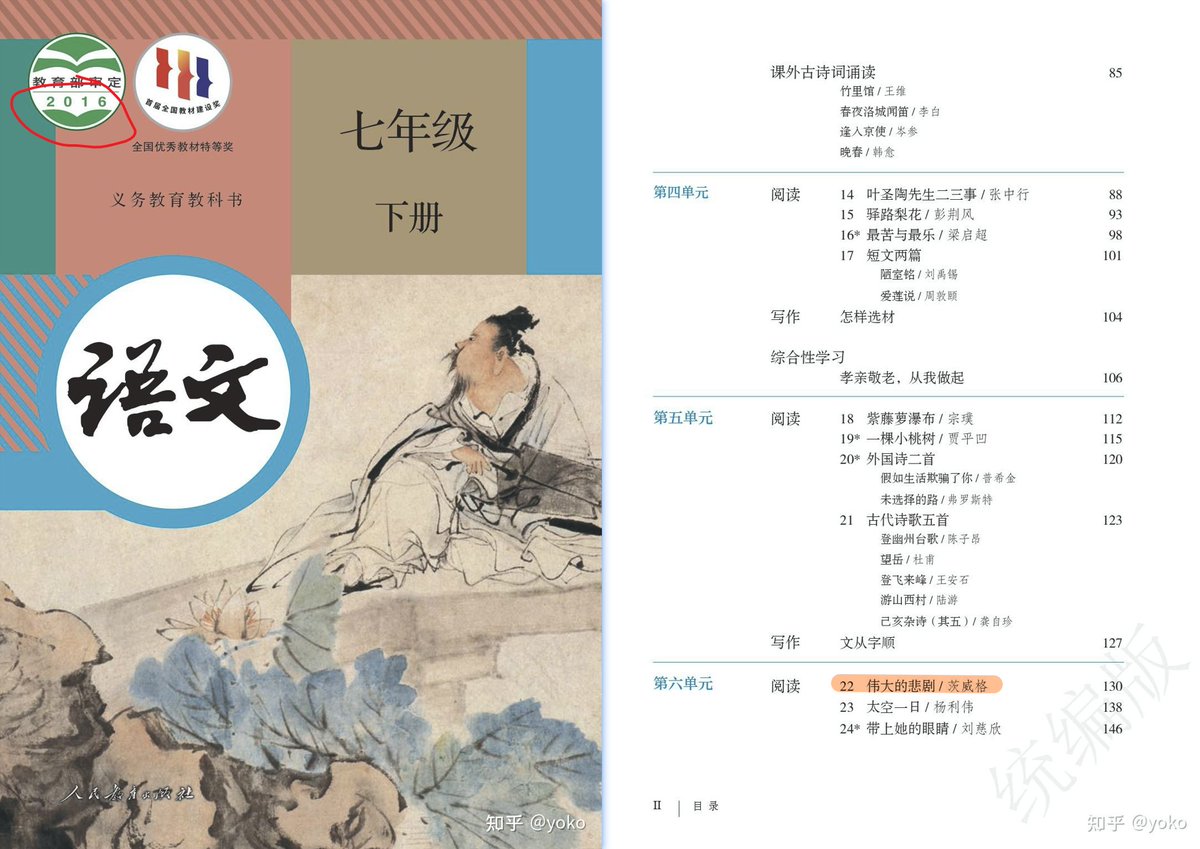 教育部审定
2016
首届全国教材建设奖
全国优秀教材特等奖
义务教育教科书
七年级
下册
语文
人民教育出版社
知乎 @yoko
课外古诗词诵读 85
竹里馆 / 王维
春夜洛城闻笛 / 李白
逢入京使 / 岑参
晚春 / 韩愈
第四单元 阅读 14 叶圣陶先生二三事 / 张中行 88
15 驿路梨花 / 彭荆风 93
16* 最苦与最乐 / 梁启超 98
17 短文两篇 101
陋室铭 / 刘禹锡
爱莲说 / 周敦颐
写作 怎样选材 104
综合性学习
孝亲敬老，从我做起 106
第五单元 阅读 18 紫藤萝瀑布 / 宗璞 112
19* 一棵小桃树 / 贾平凹 115
20* 外国诗二首 120
假如生活欺骗了你 / 普希金
未选择的路 / 弗罗斯特
21 古代诗歌五首 123
登幽州台歌 / 陈子昂
望岳 / 杜甫
登飞来峰 / 王安石
游山西村 / 陆游
己亥杂诗（其五）/ 龚自珍
写作 文从字顺 127
第六单元 阅读 22 伟大的悲剧 / 茨威格 130
23 太空一日 / 杨利伟 138
24* 带上她的眼睛 / 刘慈欣 146
统编版
II 目录
知乎 @yoko